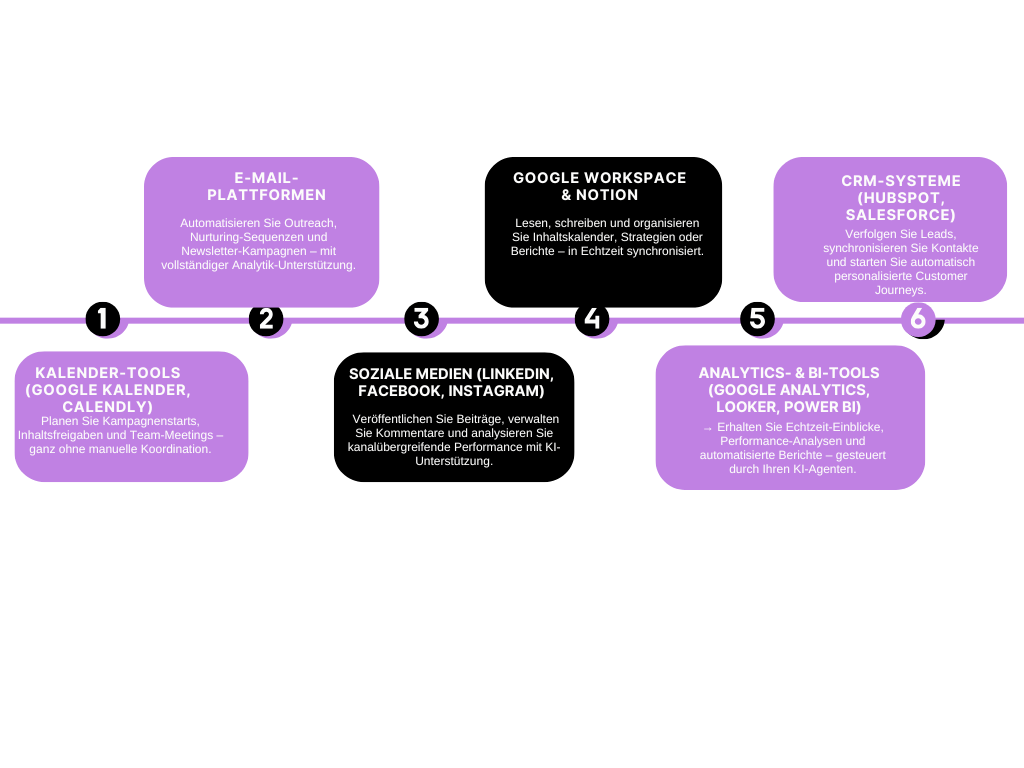 E-MAIL-
PLATTFORMEN
Automatisieren Sie Outreach,
Nurturing-Sequenzen und
Newsletter-Kampagnen – mit
vollständiger Analytik-Unterstützung.
GOOGLE WORKSPACE
& NOTION
Lesen, schreiben und organisieren
Sie Inhaltskalender, Strategien oder
Berichte – in Echtzeit synchronisiert.
CRM-SYSTEME
(HUBSPOT,
SALESFORCE)
Verfolgen Sie Leads,
synchronisieren Sie Kontakte
und starten Sie automatisch
personalisierte Customer
Journeys.
1
2
3
4
5
6
KALENDER-TOOLS
(GOOGLE KALENDER,
CALENDLY)
Planen Sie Kampagnenstarts,
Inhaltsfreigaben und Team-Meetings –
ganz ohne manuelle Koordination.
SOZIALE MEDIEN (LINKEDIN,
FACEBOOK, INSTAGRAM)
Veröffentlichen Sie Beiträge, verwalten
Sie Kommentare und analysieren Sie
kanalübergreifende Performance mit KI-
Unterstützung.
ANALYTICS- & BI-TOOLS
(GOOGLE ANALYTICS,
LOOKER, POWER BI)
→ Erhalten Sie Echtzeit-Einblicke,
Performance-Analysen und
automatisierte Berichte – gesteuert
durch Ihren KI-Agenten.